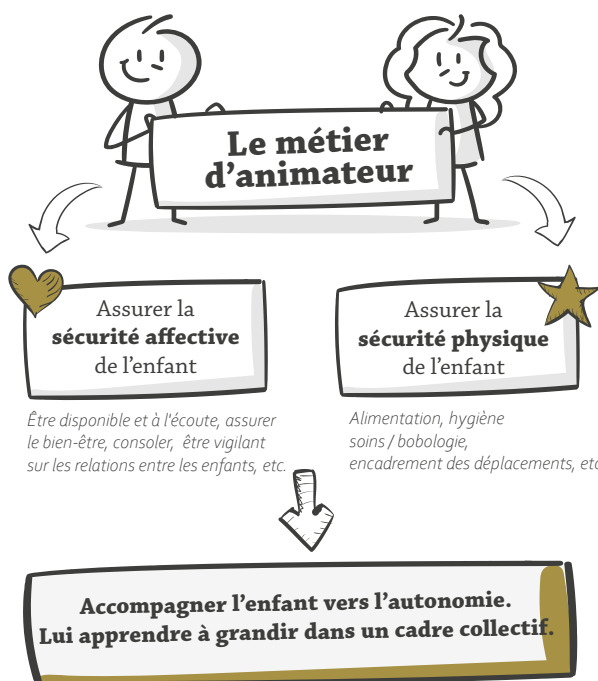 Le métier
d’animateur
Assurer la
sécurité affective
de l’enfant
Être disponible et à l'écoute, assurer
le bien-être, consoler, être vigilant
sur les relations entre les enfants, etc.
Assurer la
sécurité physique
de l’enfant
Alimentation, hygiène
soins / bobologie,
encadrement des déplacements, etc
Accompagner l’enfant vers l’autonomie.
Lui apprendre à grandir dans un cadre collectif.